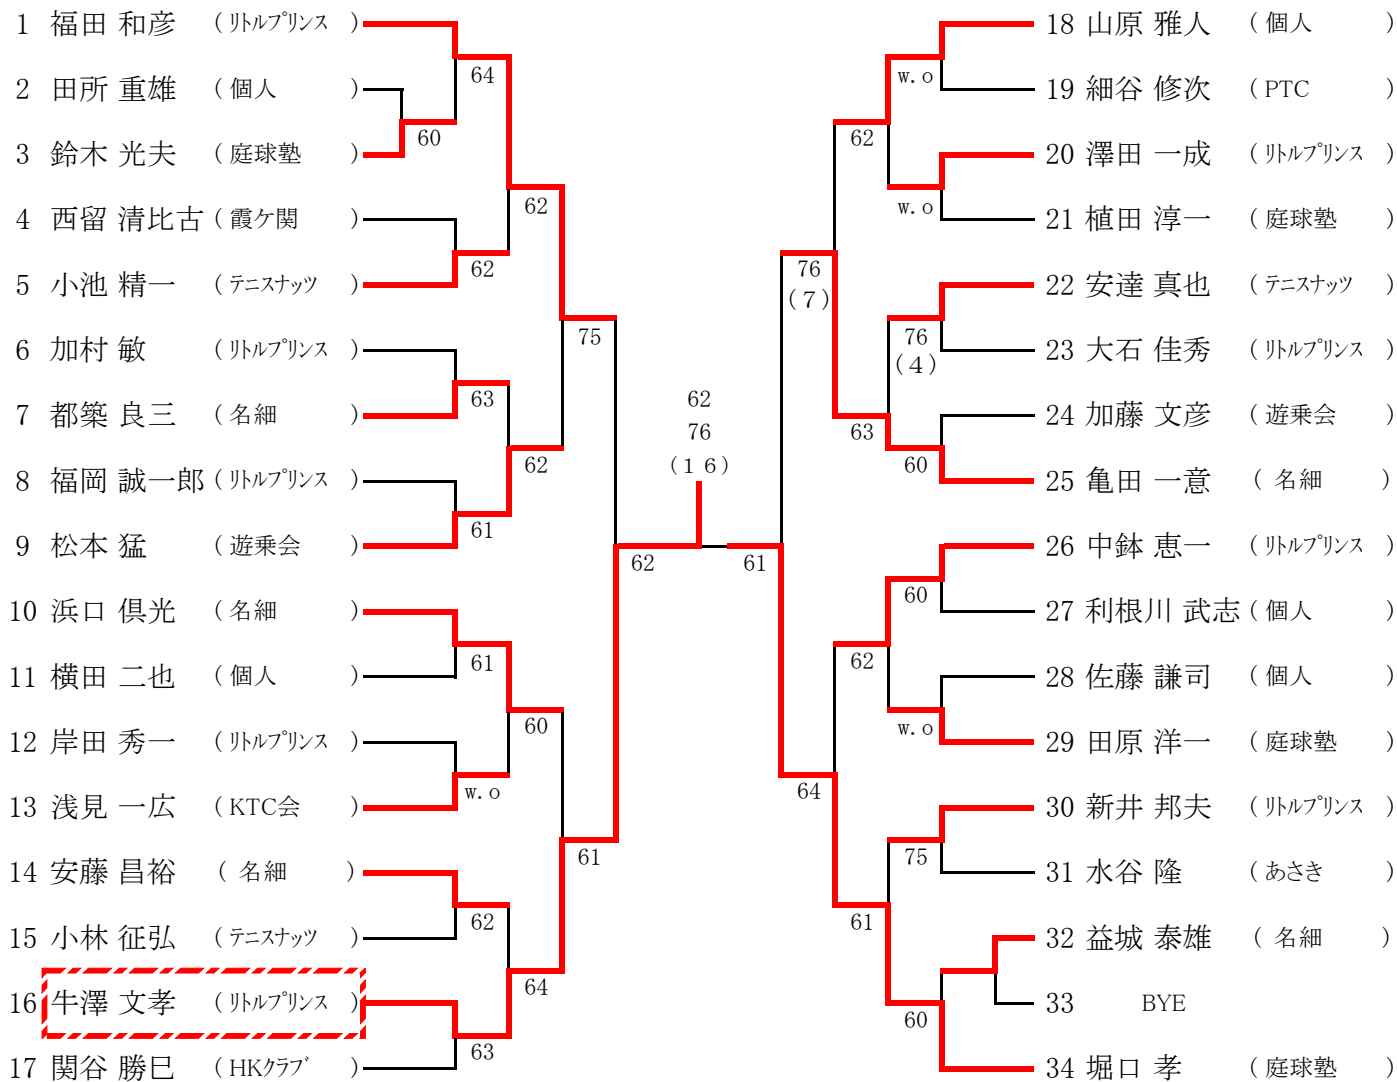 1 福田 和彦 （ﾘﾄﾙﾌﾟﾘﾝｽ ）
64
2 田所 重雄 （個人 ）
60
3 鈴木 光夫 （庭球塾 ）
62
4 西留 清比古（霞ケ関 ）
62
5 小池 精一 （ﾃﾆｽﾅｯﾂ ）
75
6 加村 敏 （ﾘﾄﾙﾌﾟﾘﾝｽ ）
63
7 都築 良三 （名細 ）
62
8 福岡 誠一郎（ﾘﾄﾙﾌﾟﾘﾝｽ ）
61
9 松本 猛 （遊乗会 ）
62
10 浜口 倶光 （名細 ）
61
11 横田 二也 （個人 ）
60
12 岸田 秀一 （ﾘﾄﾙﾌﾟﾘﾝｽ ）
w.o
13 浅見 一広 （KTC会 ）
61
14 安藤 昌裕 （ 名細 ）
62
15 小林 征弘 （ﾃﾆｽﾅｯﾂ ）
64
16 牛澤 文孝 （ﾘﾄﾙﾌﾟﾘﾝｽ ）
63
17 関谷 勝巳 （HKｸﾗﾌﾞ ）
62
76
（１６）
18 山原 雅人 （個人 ）
w.o
19 細谷 修次 （PTC ）
62
20 澤田 一成 （ﾘﾄﾙﾌﾟﾘﾝｽ ）
w.o
21 植田 淳一 （庭球塾 ）
76
（７）
22 安達 真也 （ﾃﾆｽﾅｯﾂ ）
76
（４）
23 大石 佳秀 （ﾘﾄﾙﾌﾟﾘﾝｽ ）
63
24 加藤 文彦 （遊乗会 ）
60
25 亀田 一意 （ 名細 ）
61
26 中鉢 恵一 （ﾘﾄﾙﾌﾟﾘﾝｽ ）
60
27 利根川 武志（個人 ）
62
28 佐藤 謙司 （個人 ）
w.o
29 田原 洋一 （庭球塾 ）
64
30 新井 邦夫 （ﾘﾄﾙﾌﾟﾘﾝｽ ）
75
31 水谷 隆 （あさき ）
61
32 益城 泰雄 （ 名細 ）
33 BYE
60
34 堀口 孝 （庭球塾 ）